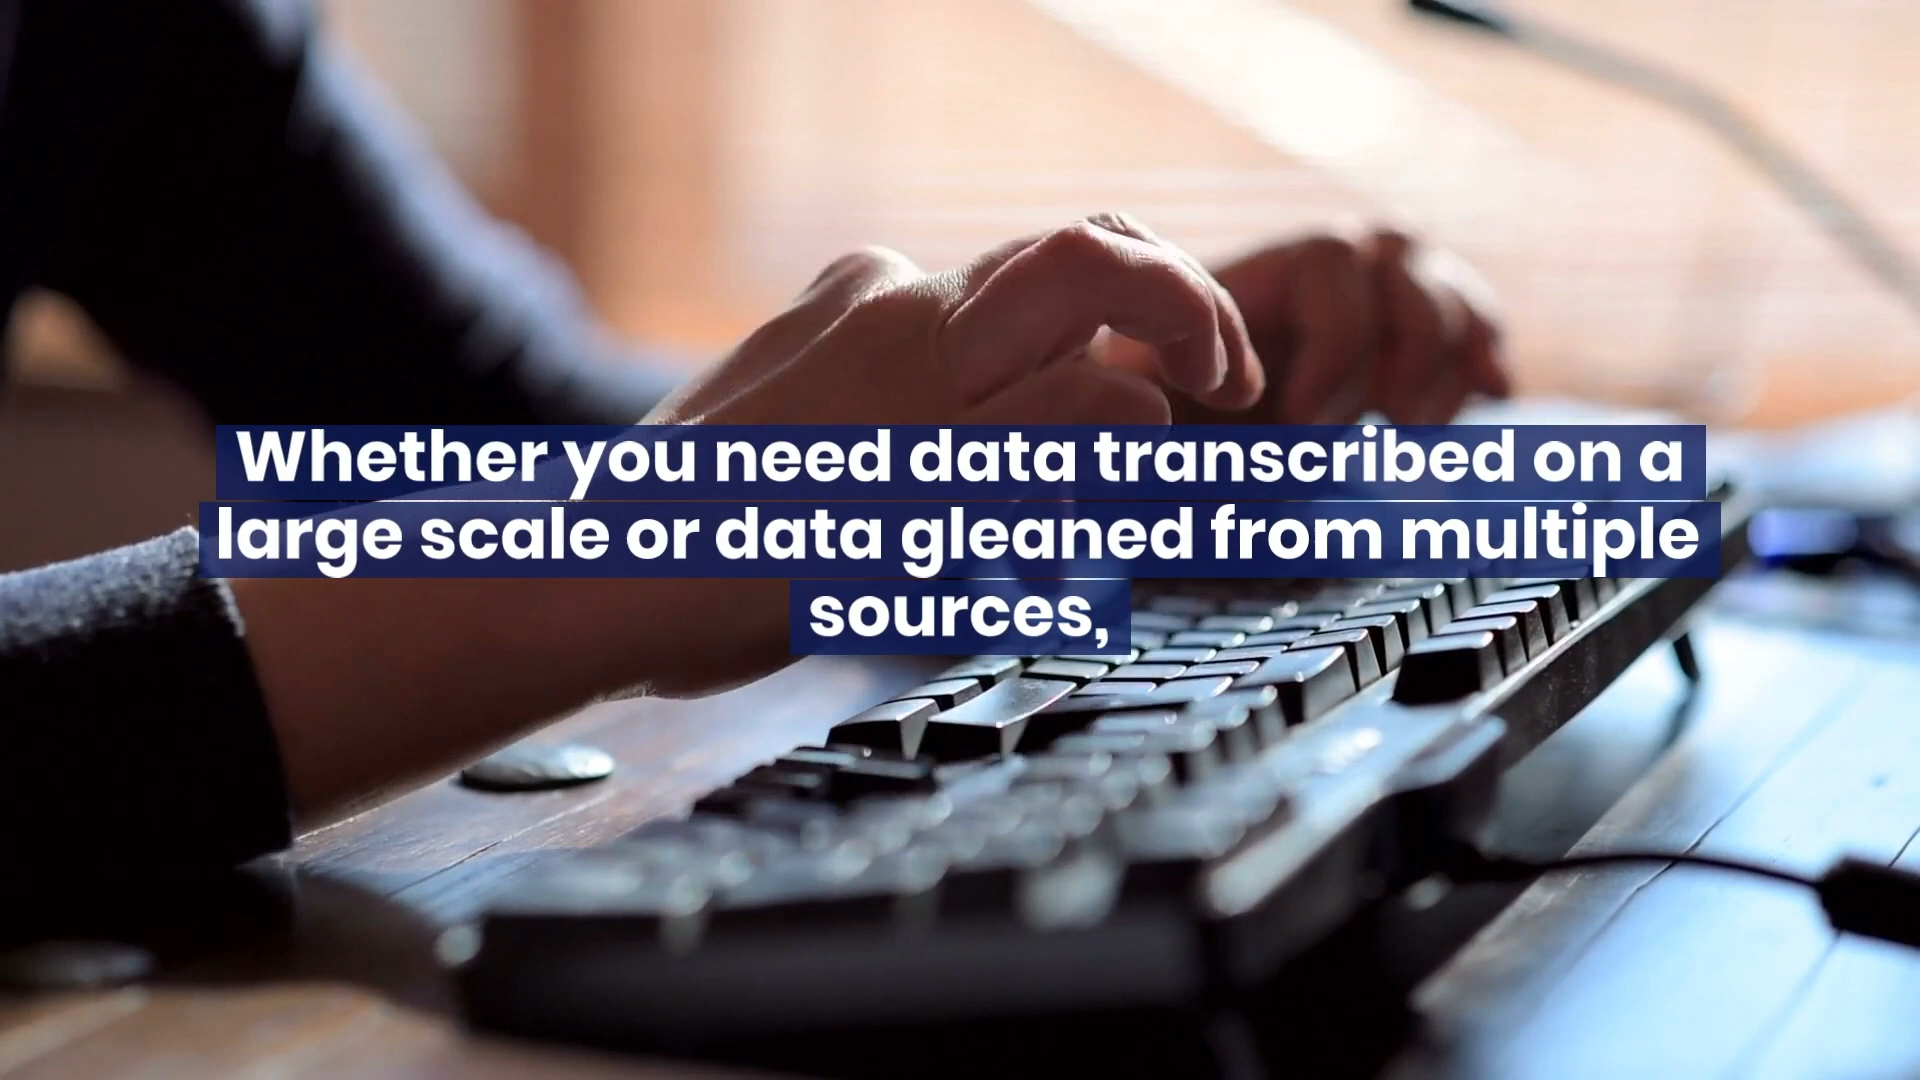 Whether you need data transcribed on a
large scale or data gleaned from multiple
sources,